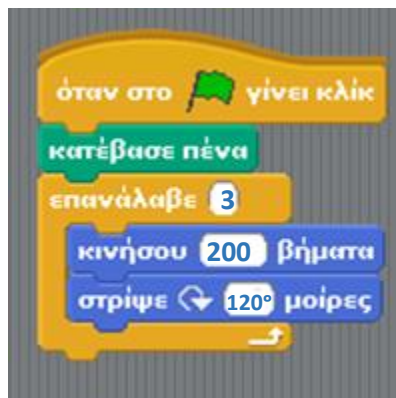 όταν στο γίνει κλίκ
κατέβασε πένα
επανάλαβε 3
κινήσου 200 βήματα
στρίψε 120° μοίρες